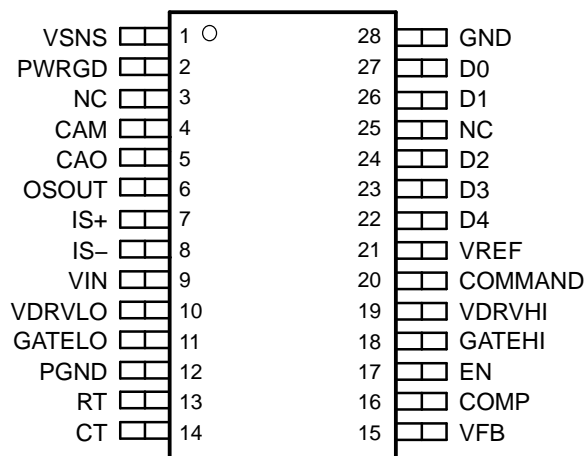 VSNS 1 28 GND
PWRGD 2 27 D0
NC 3 26 D1
CAM 4 25 NC
CAO 5 24 D2
OSOUT 6 23 D3
IS+ 7 22 D4
IS− 8 21 VREF
VIN 9 20 COMMAND
VDRVLO 10 19 VDRVHI
GATELO 11 18 GATEHI
PGND 12 17 EN
RT 13 16 COMP
CT 14 15 VFB